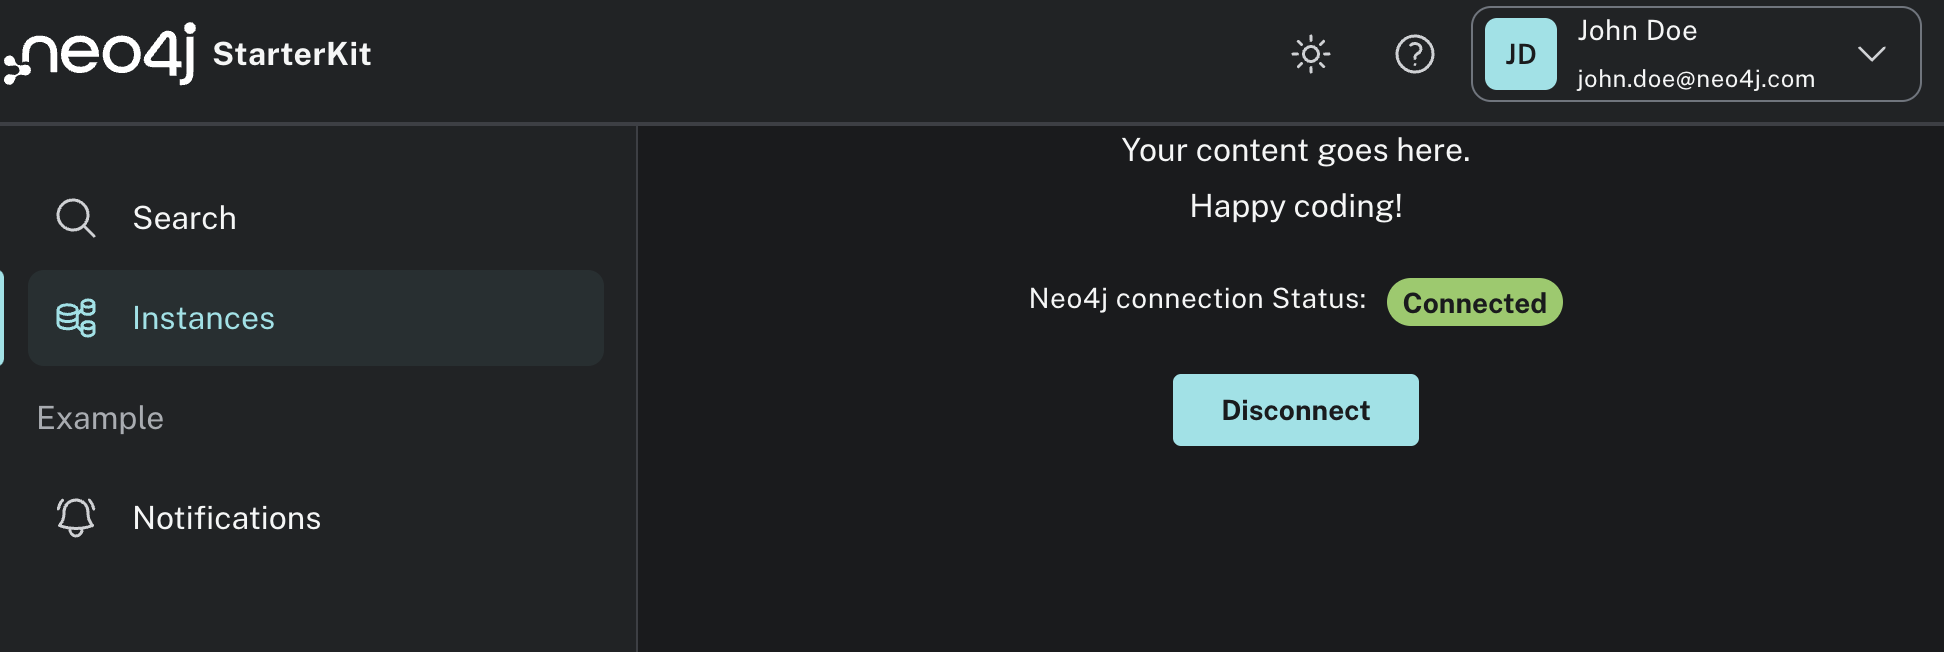 neo4j StarterKit
JD
John Doe
john.doe@neo4j.com
Search
Instances
Example
Notifications
Your content goes here.
Happy coding!
Neo4j connection Status: Connected
Disconnect